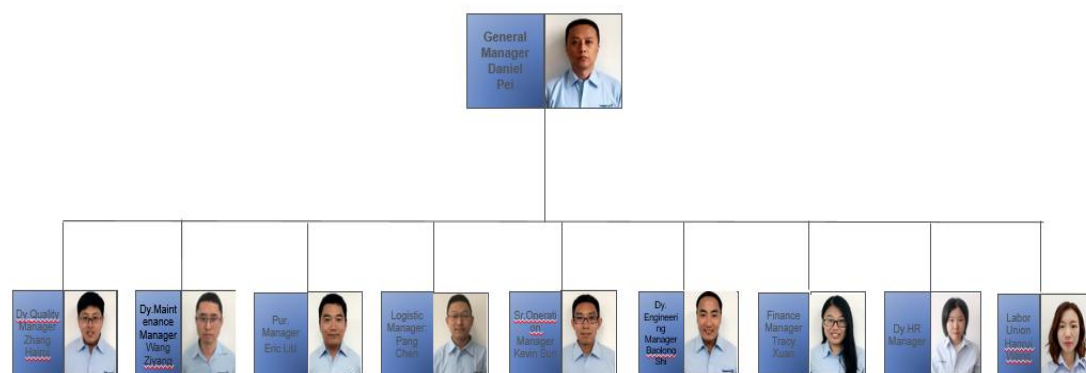 General
Manager
Daniel
Pei
Dy.Quality
Manager
Zhang
Dy.Maint
enance
Manager
Wang
Ziyang
Pur.
Manager
Eric Liu
Logistic
Manager.
Pang
Chen
Sr.Operati
on
Manager
Kevin Sun
Dy.
Engineeri
ng
Manager
Baolong
Shi
Finance
Manager
Tracy
Xuan
Dy.HR
Manager
Labor
Union